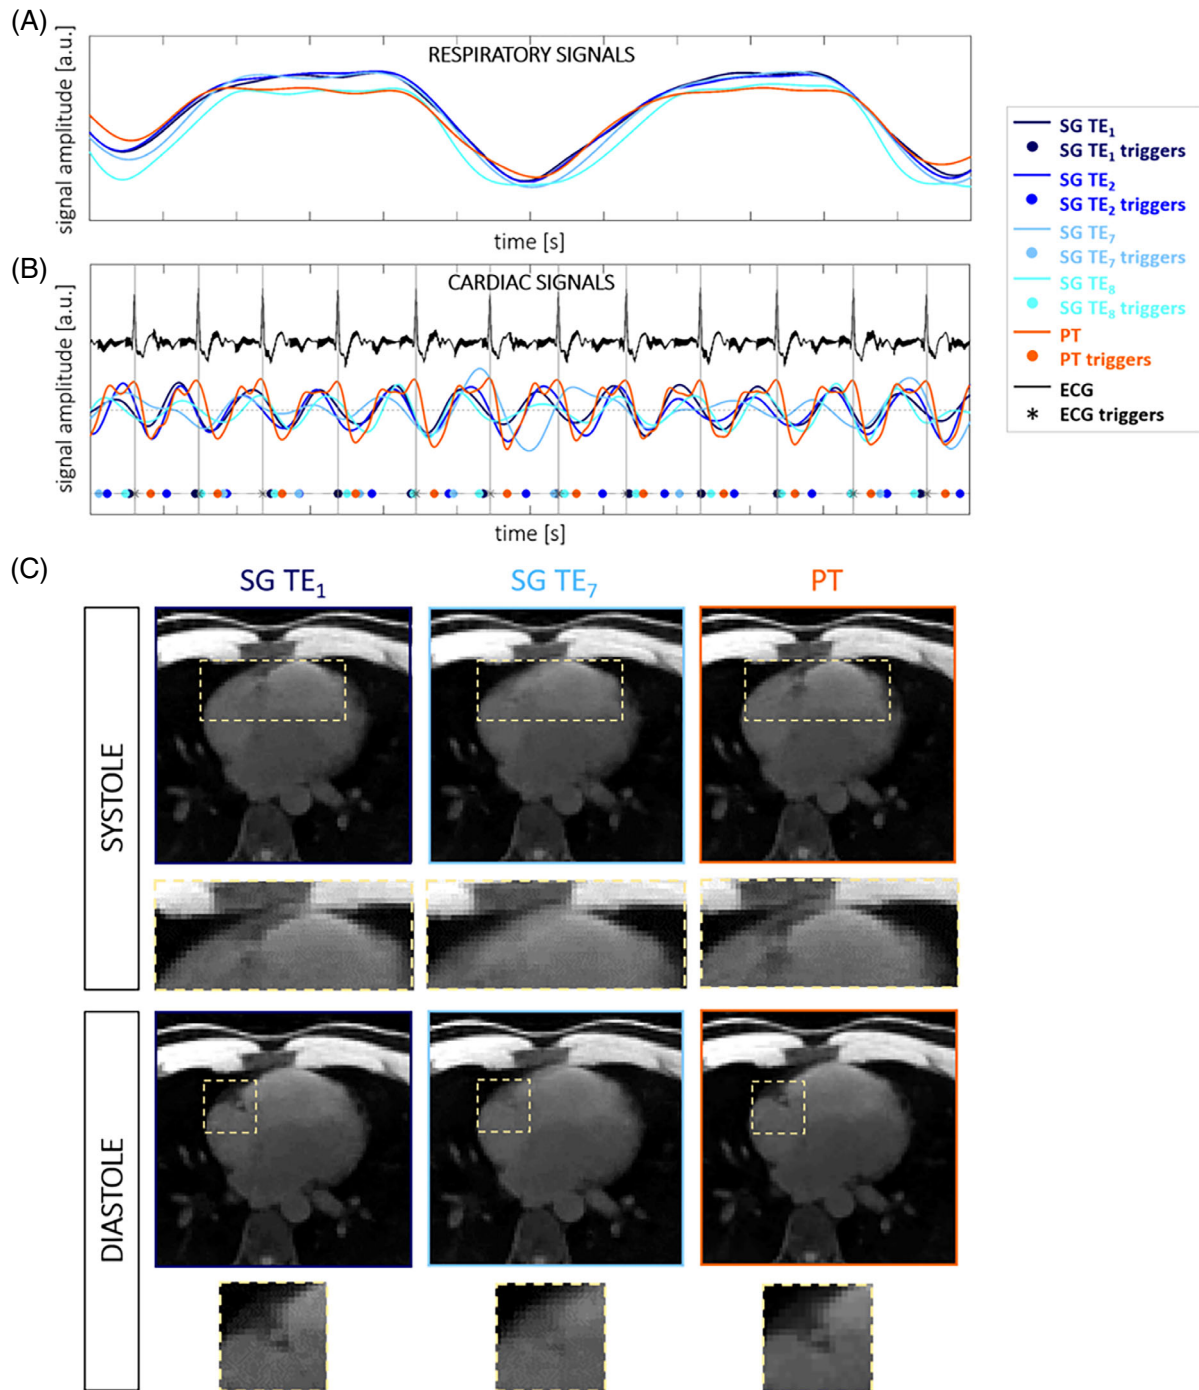 (A)
RESPIRATORY SIGNALS
signal amplitude [a.u.]
time [s]
SG TE₁
SG TE₁ triggers
SG TE₂
SG TE₂ triggers
SG TE₇
SG TE₇ triggers
SG TE₈
SG TE₈ triggers
PT
PT triggers
ECG
ECG triggers
(B)
CARDIAC SIGNALS
signal amplitude [a.u.]
time [s]
(C)
SG TE₁
SG TE₇
PT
SYSTOLE
DIASTOLE